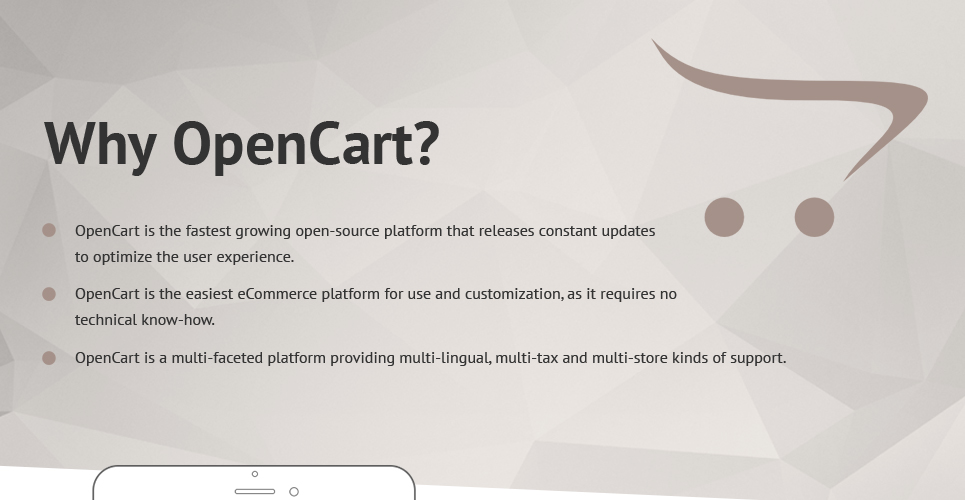 Why OpenCart?
OpenCart is the fastest growing open-source platform that releases constant updates
to optimize the user experience.
OpenCart is the easiest eCommerce platform for use and customization, as it requires no
technical know-how.
OpenCart is a multi-faceted platform providing multi-lingual, multi-tax and multi-store kinds of support.